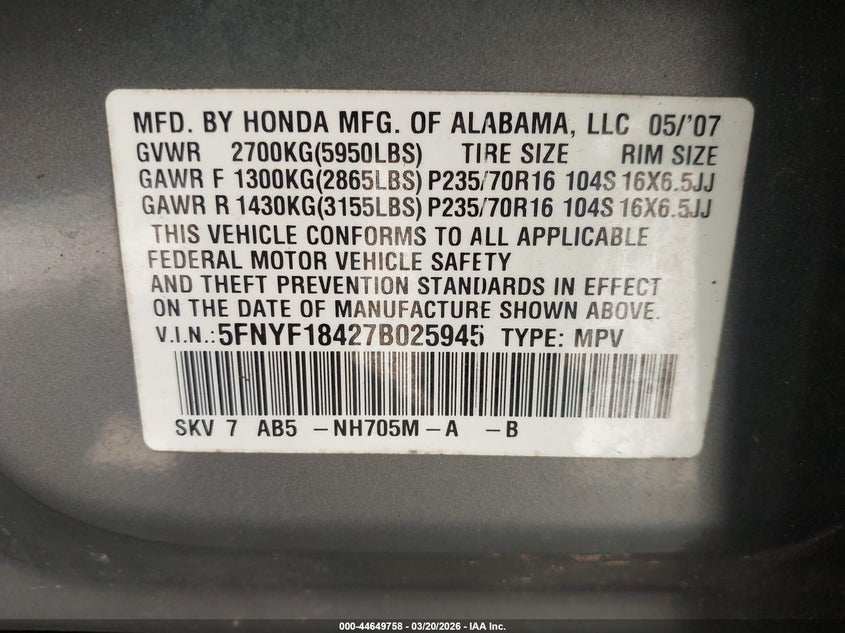 MFD. BY HONDA MFG. OF ALABAMA, LLC 05/'07
GVWR 2700KG(5950LBS) TIRE SIZE RIM SIZE
GAWR F 1300KG(2865LBS) P235/70R16 104S 16X6.5JJ
GAWR R 1430KG(3155LBS) P235/70R16 104S 16X6.5JJ
THIS VEHICLE CONFORMS TO ALL APPLICABLE
FEDERAL MOTOR VEHICLE SAFETY
AND THEFT PREVENTION STANDARDS IN EFFECT
ON THE DATE OF MANUFACTURE SHOWN ABOVE.
V.I.N.: 5FNYF18427B025945 TYPE: MPV
SKV 7 AB5 -NH705M-A -B
000-44649758 - 03/20/2026 - IAA Inc.